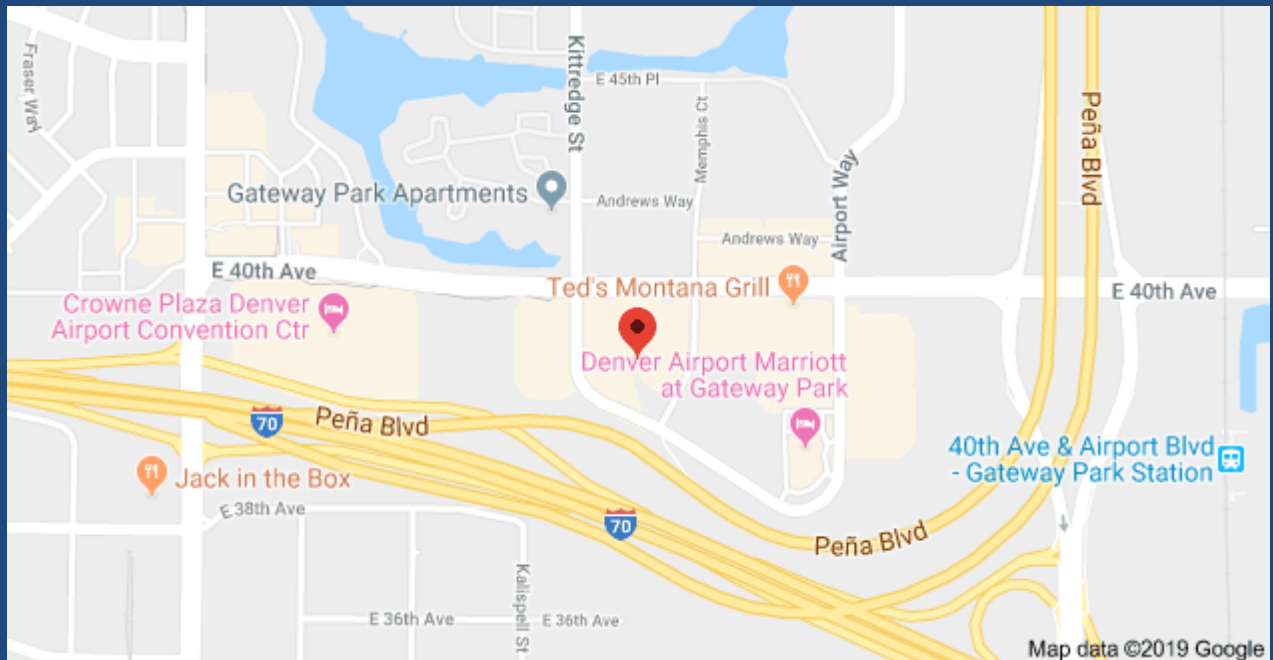 Fraser Way
Kittredge St
E 45th Pl
Memphis Ct
Peña Blvd
Airport Way
Gateway Park Apartments
Andrews Way
Andrews Way
E 40th Ave
Ted's Montana Grill
E 40th Ave
Crowne Plaza Denver
Airport Convention Ctr
Denver Airport Marriott
at Gateway Park
70
Peña Blvd
40th Ave & Airport Blvd
- Gateway Park Station
Jack in the Box
E 38th Ave
70
Peña Blvd
Kalispell St
E 36th Ave
E 36th Ave
Map data ©2019 Google